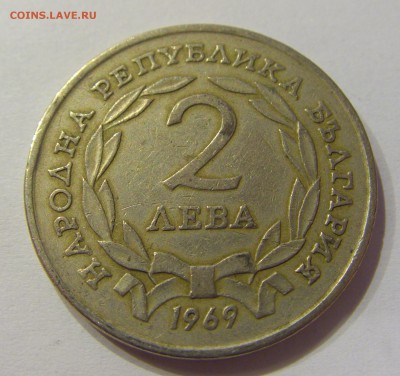 COINS.LAVE.RU
НАРОДНА РЕПУБЛИКА БЪЛГАРИЯ
2
ЛЕВА
1969